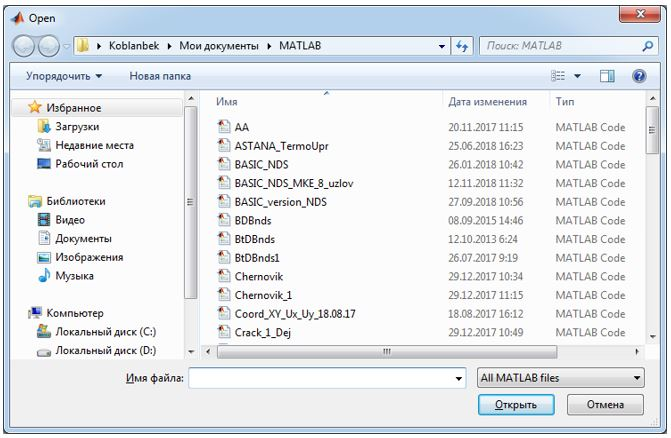 Open
Koblanbek Мои документы MATLAB Поиск: MATLAB
Упорядочить Новая папка
Избранное
Загрузки
Недавние места
Рабочий стол
Библиотеки
Видео
Документы
Изображения
Музыка
Компьютер
Локальный диск (C:)
Локальный диск (D:)
Имя Дата изменения Тип
AA 20.11.2017 11:15 MATLAB Code
ASTANA_TermoUpr 25.06.2018 16:23 MATLAB Code
BASIC_NDS 26.01.2018 10:42 MATLAB Code
BASIC_NDS_MKE_8_uzlov 12.11.2018 11:32 MATLAB Code
BASIC_version_NDS 27.09.2018 10:56 MATLAB Code
BDBnds 08.09.2015 14:46 MATLAB Code
BtDBnds 12.10.2013 6:24 MATLAB Code
BtDBnds1 26.07.2017 9:19 MATLAB Code
Chernovik 29.12.2017 10:34 MATLAB Code
Chernovik_1 29.12.2017 11:15 MATLAB Code
Coord_XY_Ux_Uy_18.08.17 18.08.2017 16:12 MATLAB Code
Crack_1_Dej 29.12.2017 10:49 MATLAB Code
Имя файла: All MATLAB files
Открыть Отмена